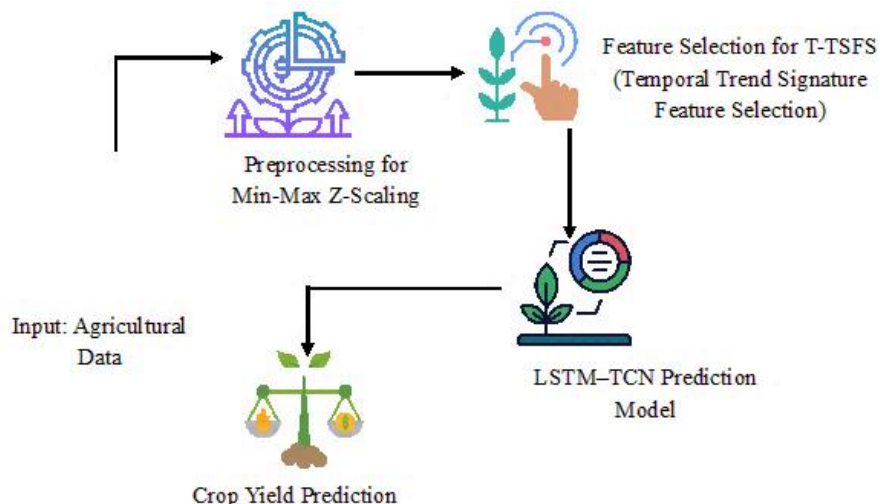 Feature Selection for T-TSFS
(Temporal Trend Signature
Feature Selection)
Preprocessing for
Min-Max Z-Scaling
Input: Agricultural
Data
LSTM–TCN Prediction
Model
Crop Yield Prediction